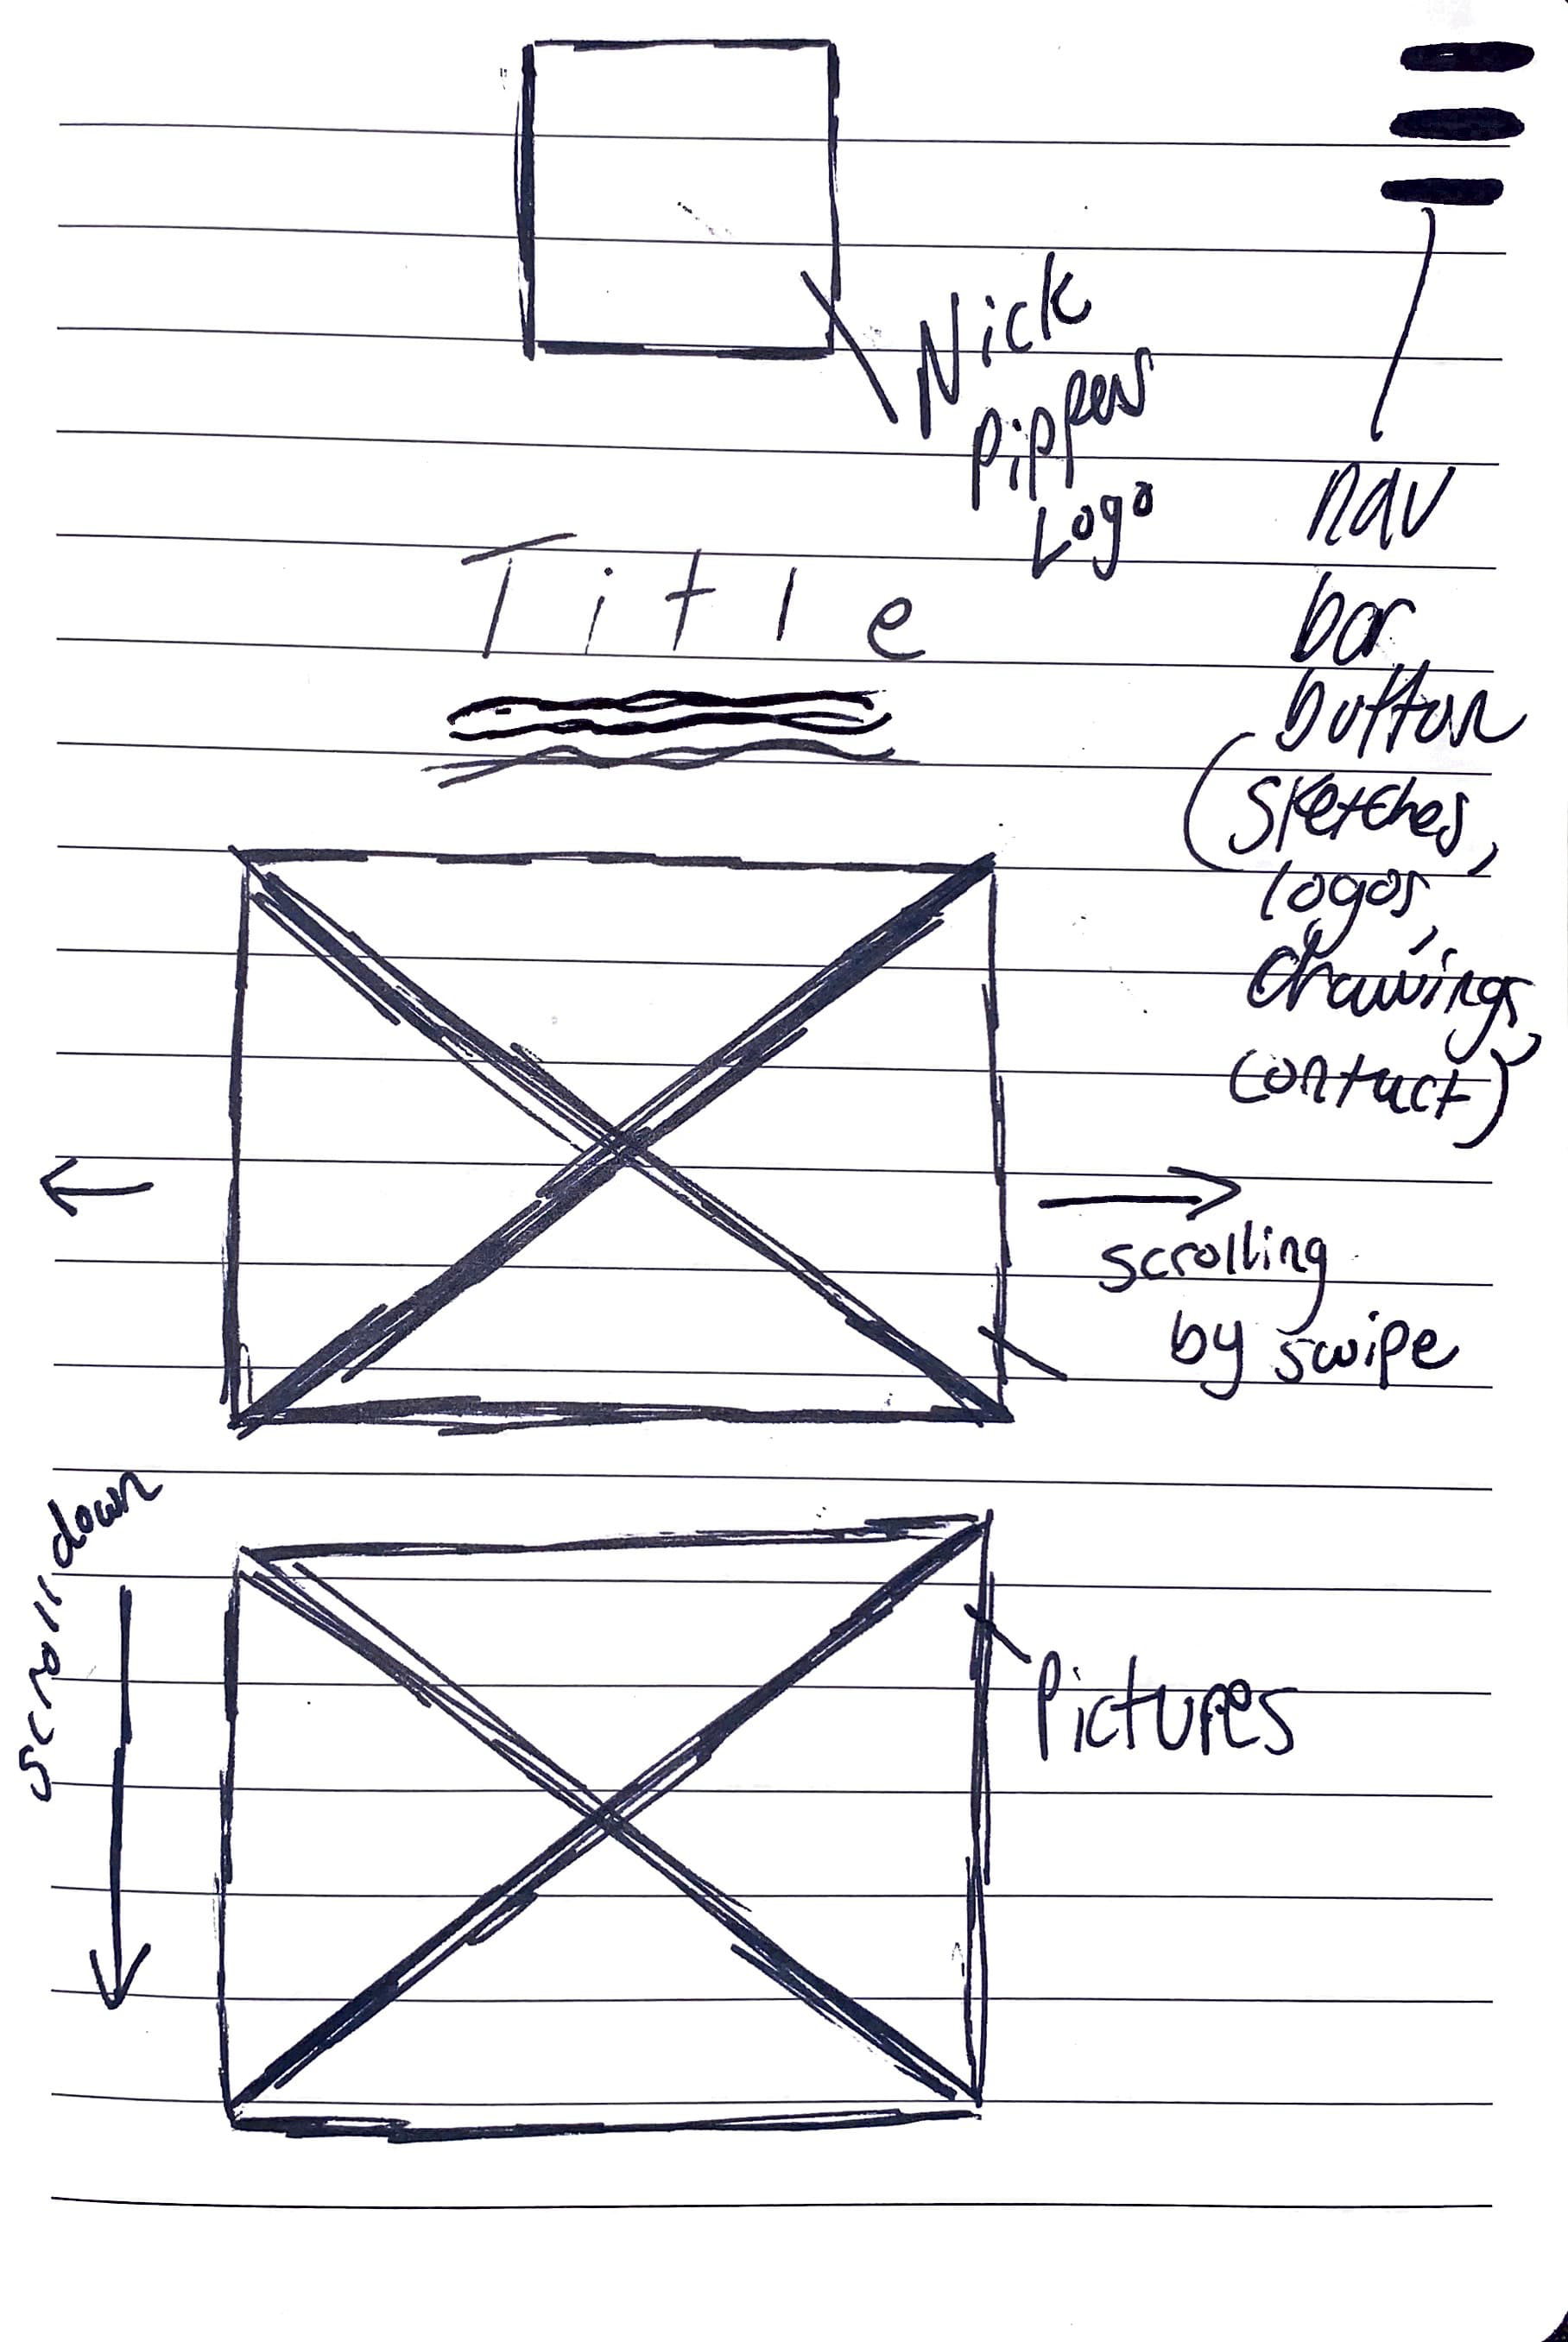 Nick
Pippen
Logo
nav
bar
button
(sketches,
logos,
drawings,
contact)
Title
scrolling
by swipe
scroll down
Pictures